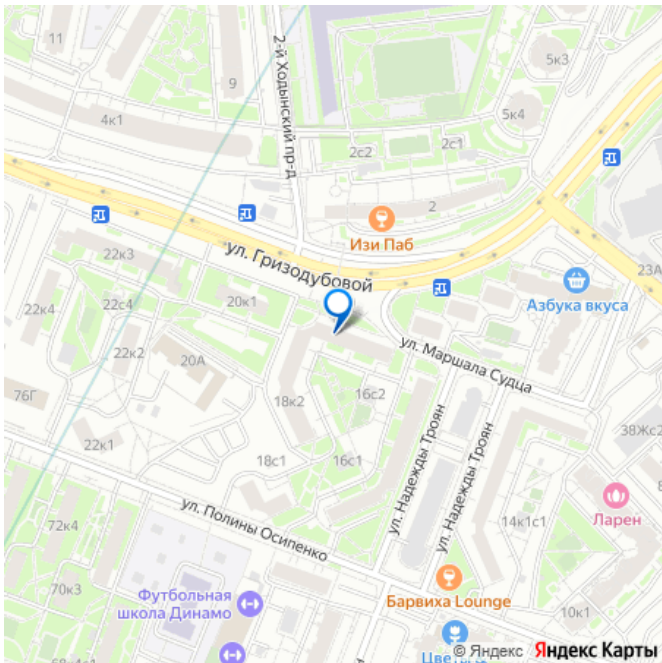 11
9
2-й Ходынский пр-д
5к3
4к1
5к4
2с2
2с1
2
Изи Паб
22к3
ул. Гризодубовой
23А
Азбука вкуса
22к4
22с4
20к1
22к2
20А
ул. Маршала Судца
76Г
18к2
16с2
22к1
18с1
16с1
ул. Надежды Троян
ул. Надежды Троян
38Жс2
Ларен
14к1с1
ул. Полины Осипенко
72к4
70к3
Футбольная
школа Динамо
Барвиха Lounge
10к1
© Яндекс Яндекс Карты